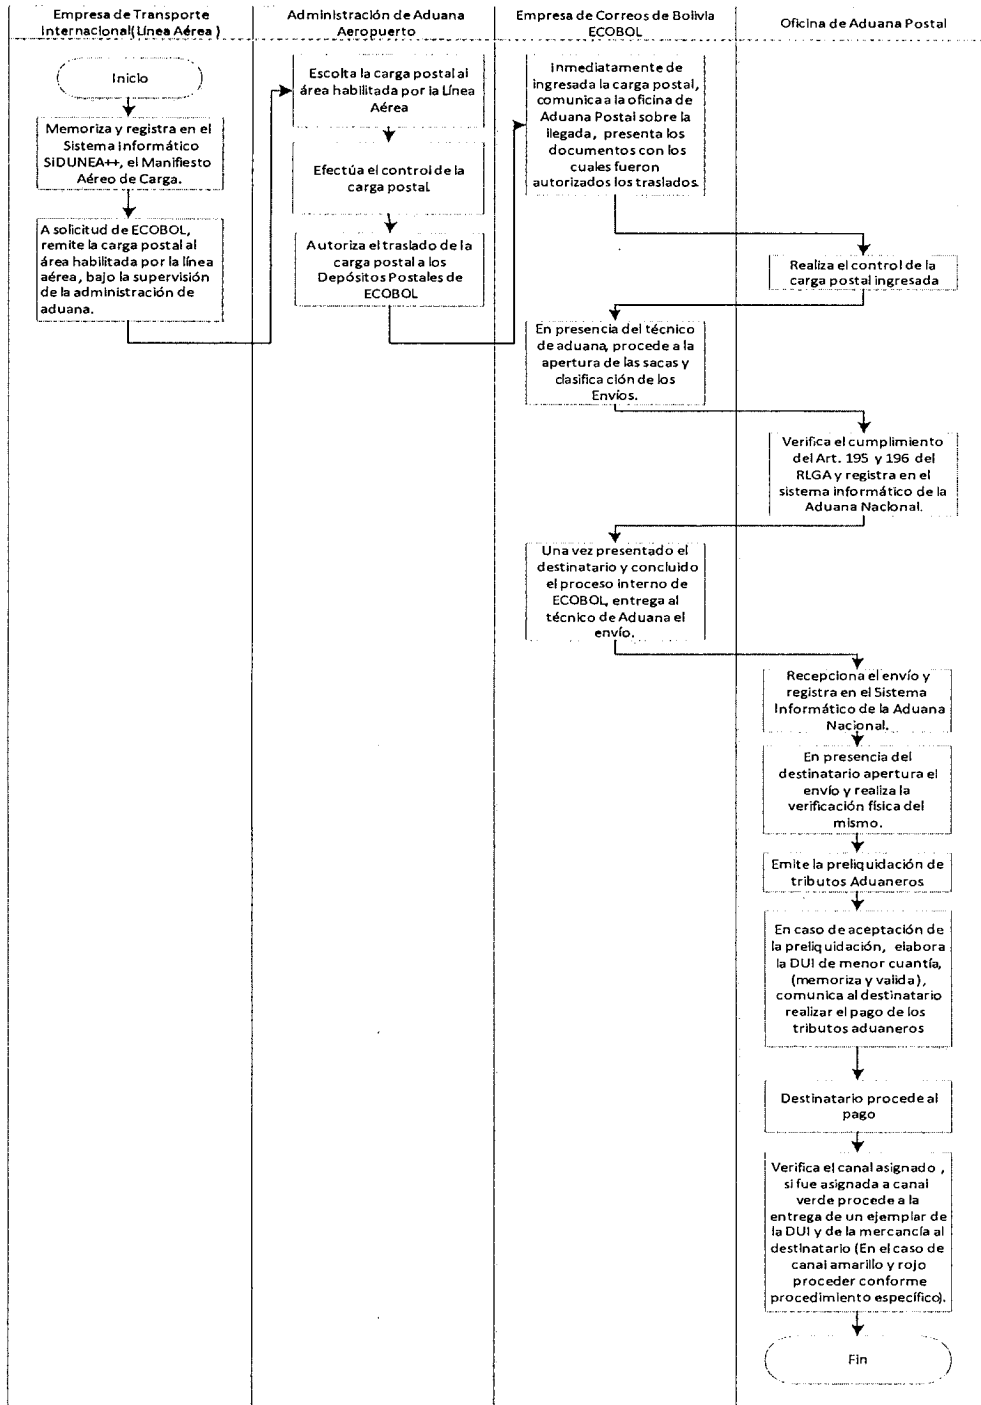 Empresa de Transporte
Internacional(Línea Aérea )
Administración de Aduana
Aeropuerto
Empresa de Correos de Bolivia
ECOBOL
Oficina de Aduana Postal
Inicio
Memoriza y registra en el
Sistema Informático
SIDUNEA++, el Manifiesto
Aéreo de Carga.
A solicitud de ECOBOL,
remite la carga postal al
área habilitada por la línea
aérea, bajo la supervisión
de la administración de
aduana.
Escolta la carga postal al
área habilitada por la Línea
Aérea
Efectúa el control de la
carga postal
Autoriza el traslado de la
carga postal a los
Depósitos Postales de
ECOBOL
Inmediatamente de
ingresada la carga postal,
comunica a la oficina de
Aduana Postal sobre la
llegada, presenta los
documentos con los
cuales fueron
autorizados los traslados.
Realiza el control de la
carga postal ingresada
En presencia del técnico
de aduana, procede a la
apertura de las sacas y
clasifica ción de los
Envíos.
Verifica el cumplimiento
del Art. 195 y 196 del
RLGA y registra en el
sistema informático de la
Aduana Nacional.
Una vez presentado el
destinatario y concluido
el proceso interno de
ECOBOL, entrega al
técnico de Aduana el
envío.
Recepciona el envío y
registra en el Sistema
Informático de la Aduana
Nacional.
En presencia del
destinatario apertura el
envío y realiza la
verificación física del
mismo.
Emite la preliquidación de
tributos Aduaneros
En caso de aceptación de
la preliquidación, elabora
la DUI de menor cuantía,
(memoriza y valida),
comunica al destinatario
realizar el pago de los
tributos aduaneros
Destinatario procede al
pago
Verifica el canal asignado ,
si fue asignada a canal
verde procede a la
entrega de un ejemplar de
la DUI y de la mercancía al
destinatario (En el caso de
canal amarillo y rojo
proceder conforme
procedimiento específico).
Fin